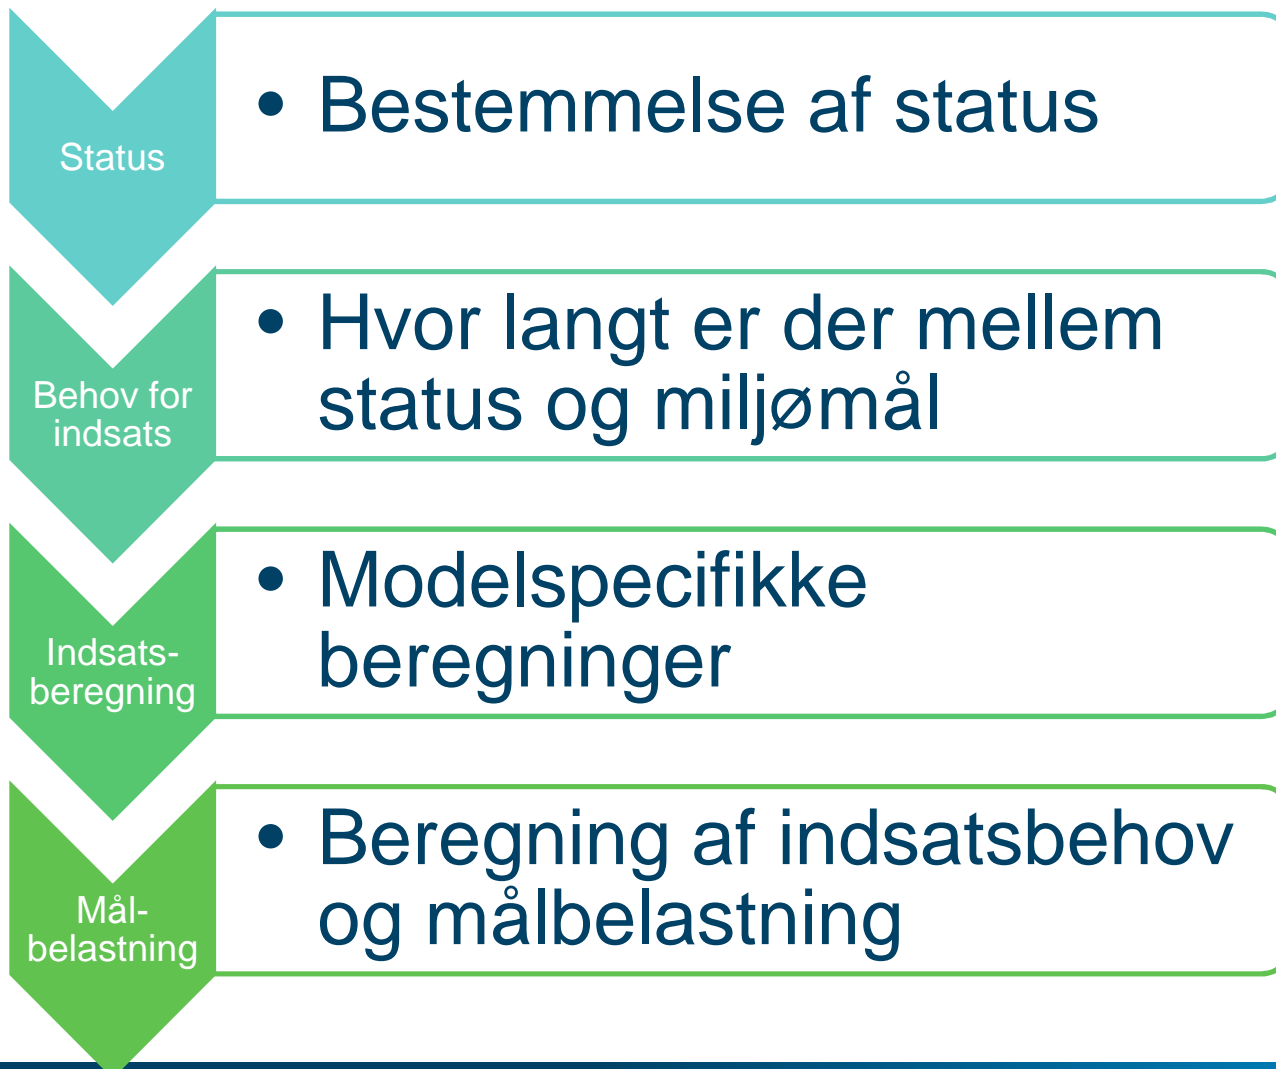 Status
• Bestemmelse af status
Behov for
indsats
• Hvor langt er der mellem
status og miljømål
Indsats-
beregning
• Modelspecifikke
beregninger
Mål-
belastning
• Beregning af indsatsbehov
og målbelastning